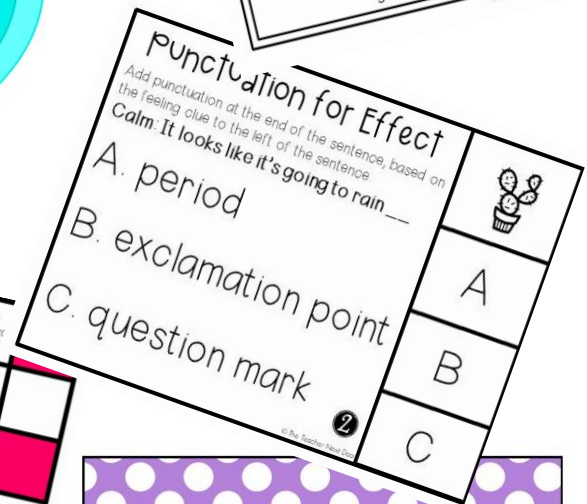 Punctuation for Effect
Add punctuation at the end of the sentence, based on
the feeling clue to the left of the sentence
Calm: It looks like it's going to rain__
A. period
B. exclamation point
C. question mark
A
B
C
2
© The Teacher Next Door